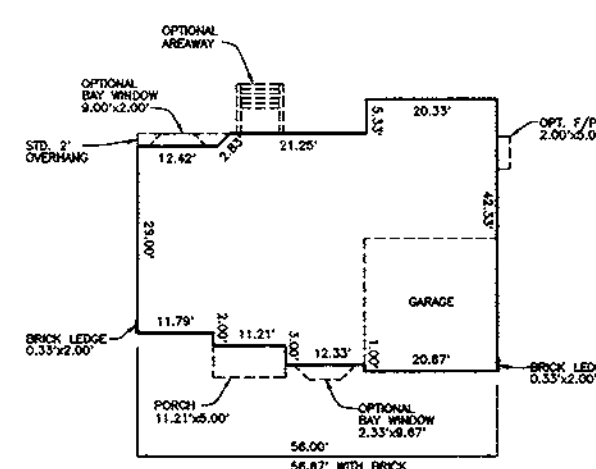 OPTIONAL
AREAWAY
OPTIONAL
BAY WINDOW
9.00'x2.00'
20.33'
5.33'
OPT. F/P
2.00'x5.0
STD. 2'
OVERHANG
12.42'
2.83'
21.25'
42.33'
29.00'
GARAGE
11.79'
2.00'
11.21'
3.00'
12.33'
1.00'
20.67'
BRICK LEDGE
0.33'x2.00'
BRICK LED
0.33'x2.00'
PORCH
11.21'x5.00'
OPTIONAL
BAY WINDOW
2.33'x9.67'
56.00'
56.67' WITH BRICK